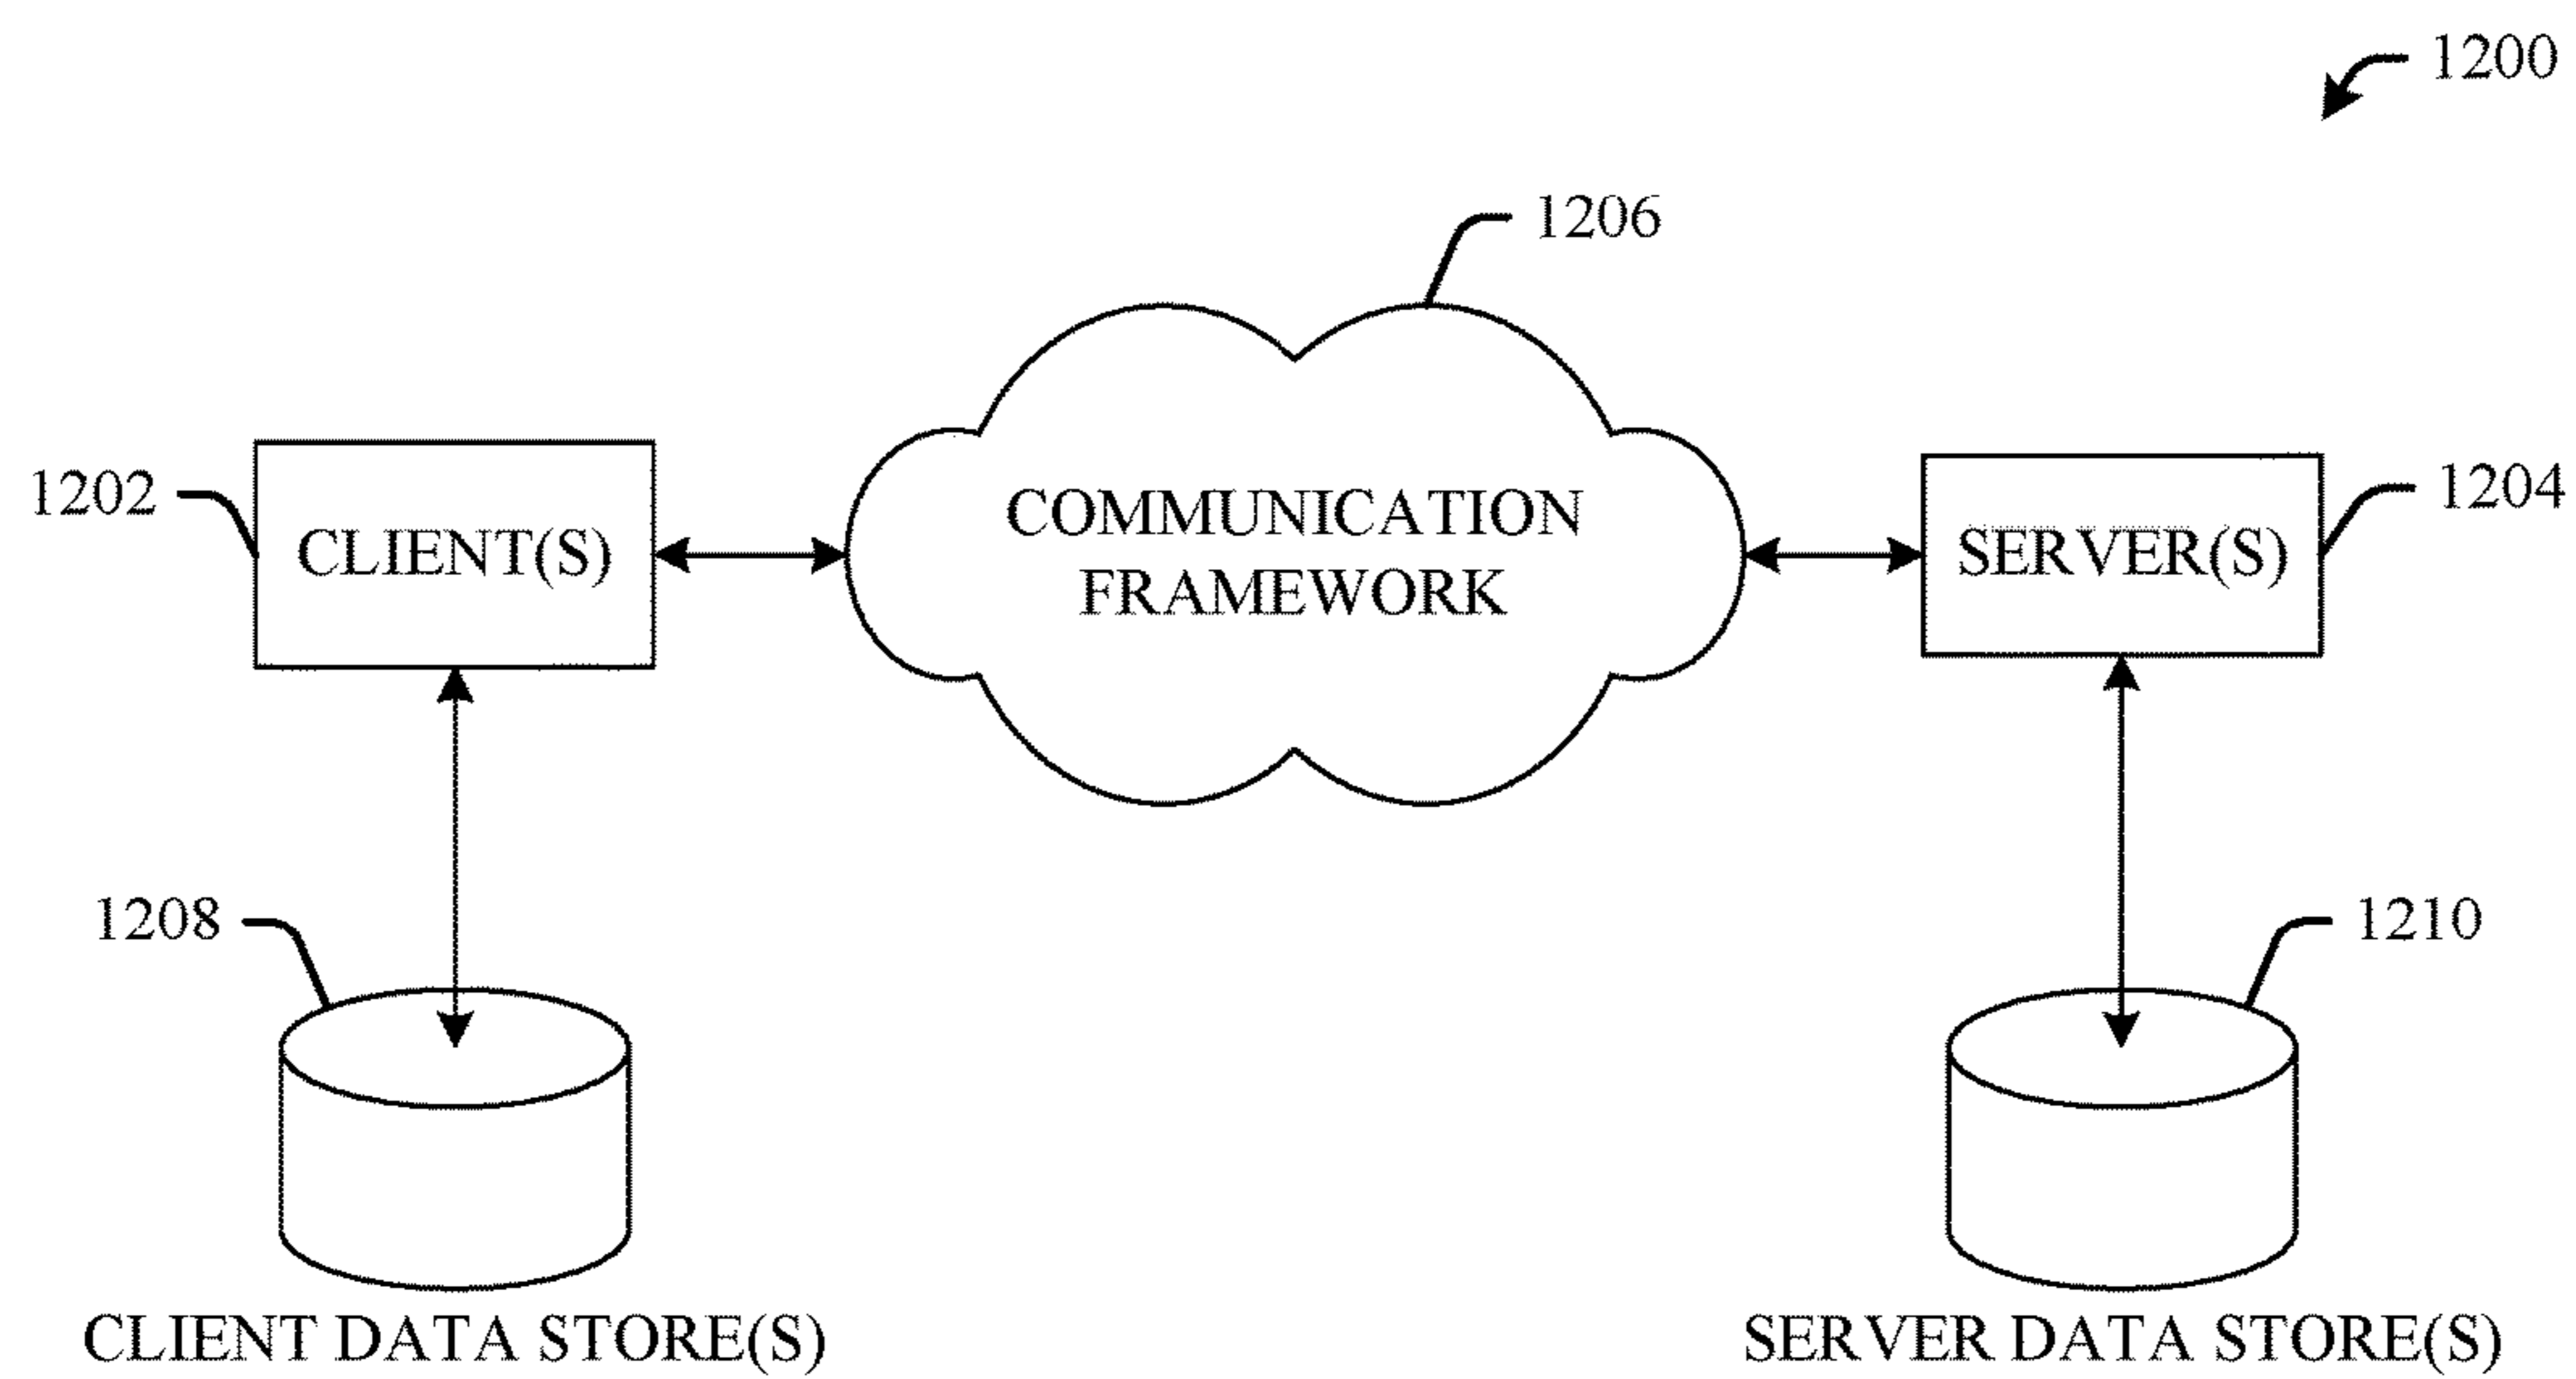 1200
1206
1202
CLIENT(S)
COMMUNICATION
FRAMEWORK
SERVER(S)
1204
1208
1210
CLIENT DATA STORE(S)
SERVER DATA STORE(S)